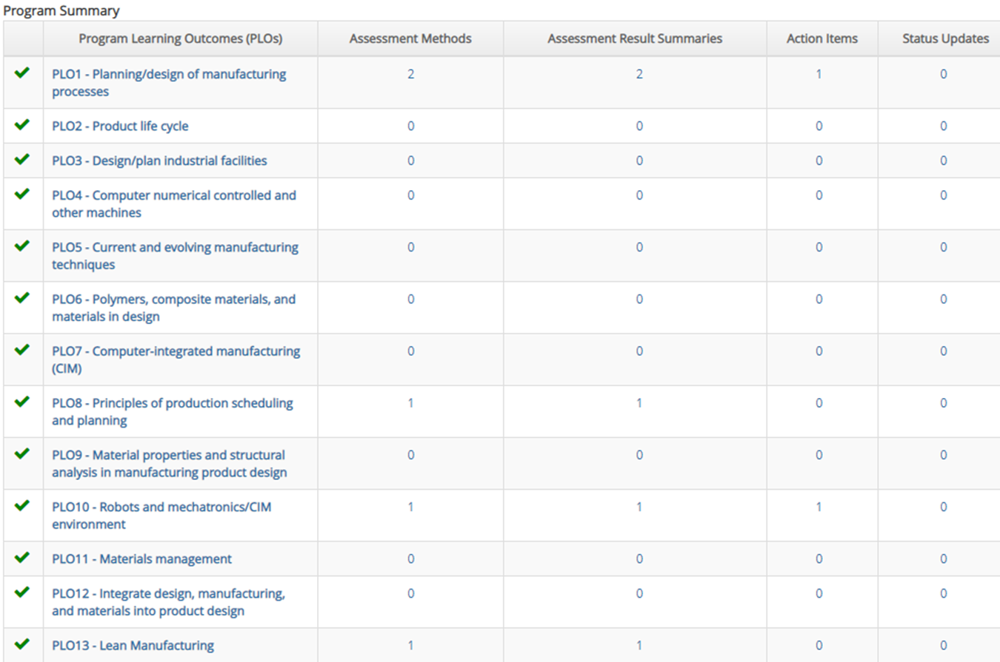 Program Summary
Program Learning Outcomes (PLOs) Assessment Methods Assessment Result Summaries Action Items Status Updates
PLO1 - Planning/design of manufacturing 2 2 1 0
processes
PLO2 - Product life cycle 0 0 0 0
PLO3 - Design/plan industrial facilities 0 0 0 0
PLO4 - Computer numerical controlled and 0 0 0 0
other machines
PLO5 - Current and evolving manufacturing 0 0 0 0
techniques
PLO6 - Polymers, composite materials, and 0 0 0 0
materials in design
PLO7 - Computer-integrated manufacturing 0 0 0 0
(CIM)
PLO8 - Principles of production scheduling 1 1 0 0
and planning
PLO9 - Material properties and structural 0 0 0 0
analysis in manufacturing product design
PLO10 - Robots and mechatronics/CIM 1 1 1 0
environment
PLO11 - Materials management 0 0 0 0
PLO12 - Integrate design, manufacturing, 0 0 0 0
and materials into product design
PLO13 - Lean Manufacturing 1 1 0 0